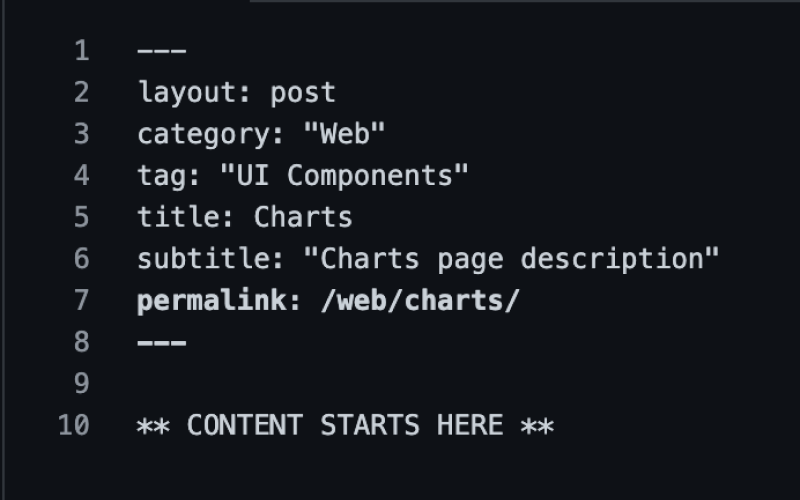 1 ---
2 layout: post
3 category: "Web"
4 tag: "UI Components"
5 title: Charts
6 subtitle: "Charts page description"
7 permalink: /web/charts/
8 ---
9
10 ** CONTENT STARTS HERE **